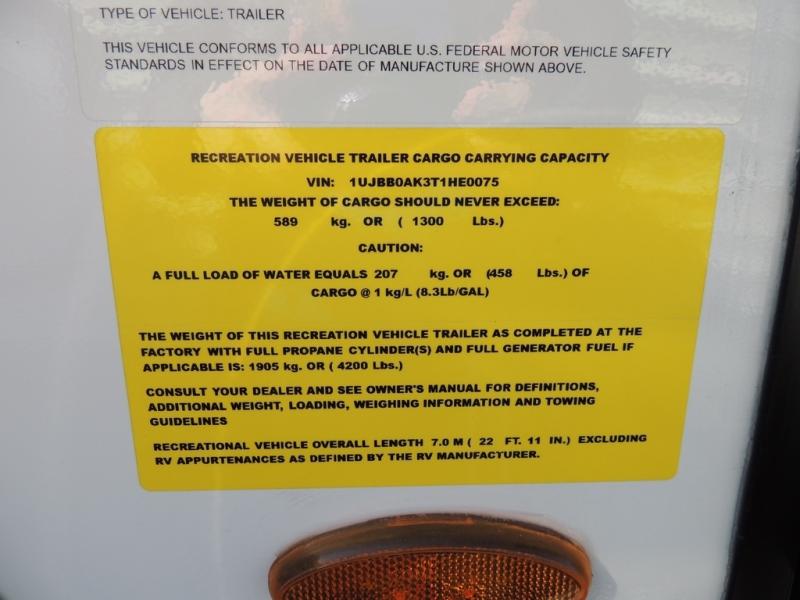 TYPE OF VEHICLE: TRAILER
THIS VEHICLE CONFORMS TO ALL APPLICABLE U.S. FEDERAL MOTOR VEHICLE SAFETY
STANDARDS IN EFFECT ON THE DATE OF MANUFACTURE SHOWN ABOVE.
RECREATION VEHICLE TRAILER CARGO CARRYING CAPACITY
VIN: 1UJBB0AK3T1HE0075
THE WEIGHT OF CARGO SHOULD NEVER EXCEED:
589 kg. OR ( 1300 Lbs.)
CAUTION:
A FULL LOAD OF WATER EQUALS 207 kg. OR (458 Lbs.) OF
CARGO @ 1 kg/L (8.3Lb/GAL)
THE WEIGHT OF THIS RECREATION VEHICLE TRAILER AS COMPLETED AT THE
FACTORY WITH FULL PROPANE CYLINDER(S) AND FULL GENERATOR FUEL IF
APPLICABLE IS: 1905 kg. OR ( 4200 Lbs.)
CONSULT YOUR DEALER AND SEE OWNER'S MANUAL FOR DEFINITIONS,
ADDITIONAL WEIGHT, LOADING, WEIGHING INFORMATION AND TOWING
GUIDELINES
RECREATIONAL VEHICLE OVERALL LENGTH 7.0 M ( 22 FT. 11 IN.) EXCLUDING
RV APPURTENANCES AS DEFINED BY THE RV MANUFACTURER.